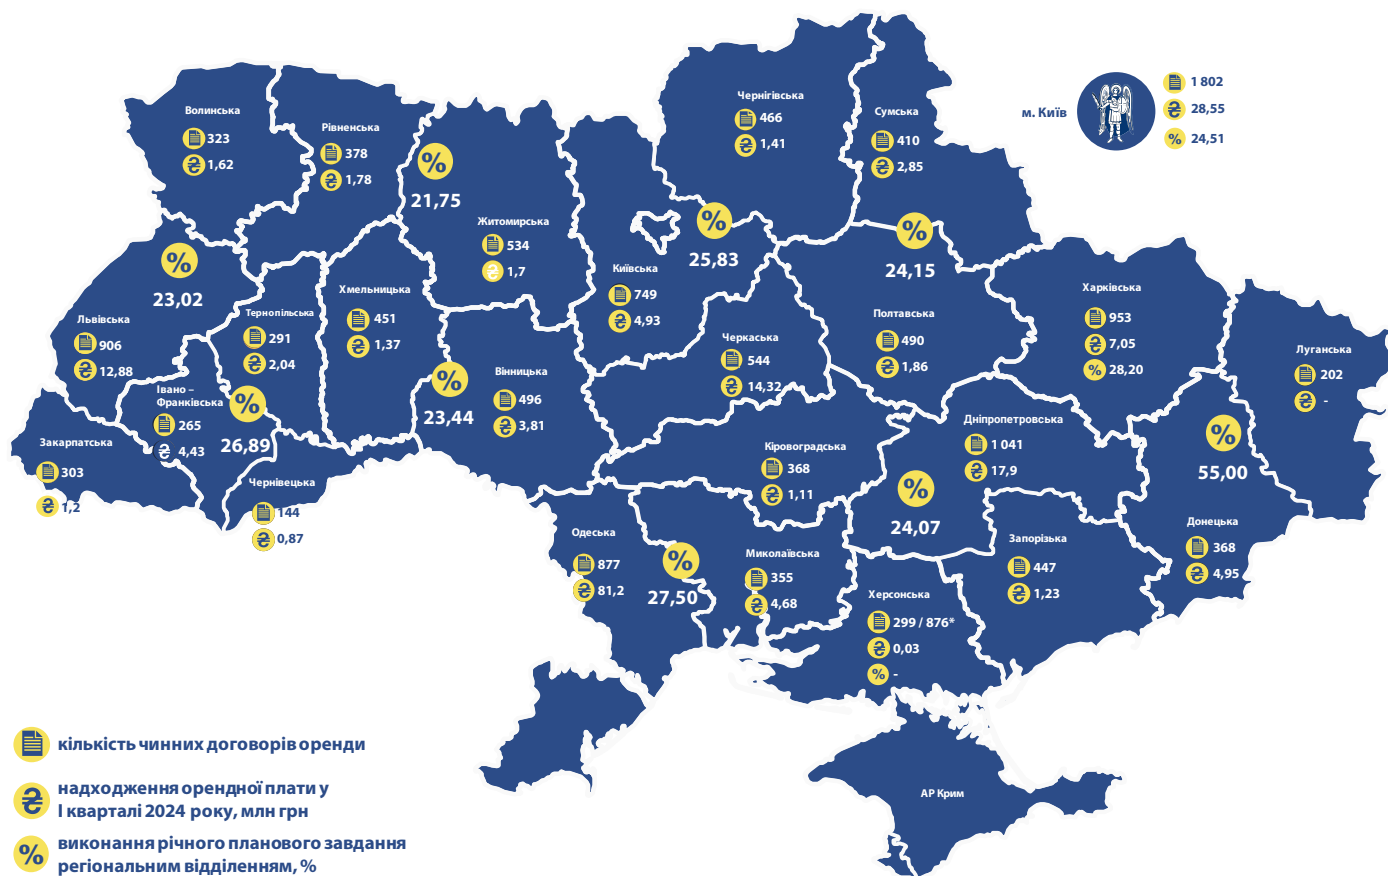 м. Київ
1 802
28,55
% 24,51
Волинська
323
1,62
Рівненська
378
1,78
%
21,75
Житомирська
534
1,7
Чернігівська
466
1,41
Сумська
410
2,85
%
25,83
%
24,15
Київська
749
4,93
%
23,02
Львівська
906
12,88
Тернопільська
291
2,04
Хмельницька
451
1,37
Вінницька
496
3,81
%
23,44
Черкаська
544
14,32
Полтавська
490
1,86
Харківська
953
7,05
% 28,20
Луганська
202
-
Івано –
Франківська
265
4,43
%
26,89
Закарпатська
303
1,2
Чернівецька
144
0,87
Кіровоградська
368
1,11
Дніпропетровська
1 041
17,9
%
24,07
%
55,00
Донецька
368
4,95
Одеська
877
81,2
%
27,50
Миколаївська
355
4,68
Запорізька
447
1,23
Херсонська
299 / 876*
0,03
% -
АР Крим
кількість чинних договорів оренди
₴ надходження орендної плати у
І кварталі 2024 року, млн грн
% виконання річного планового завдання
регіональним відділенням, %